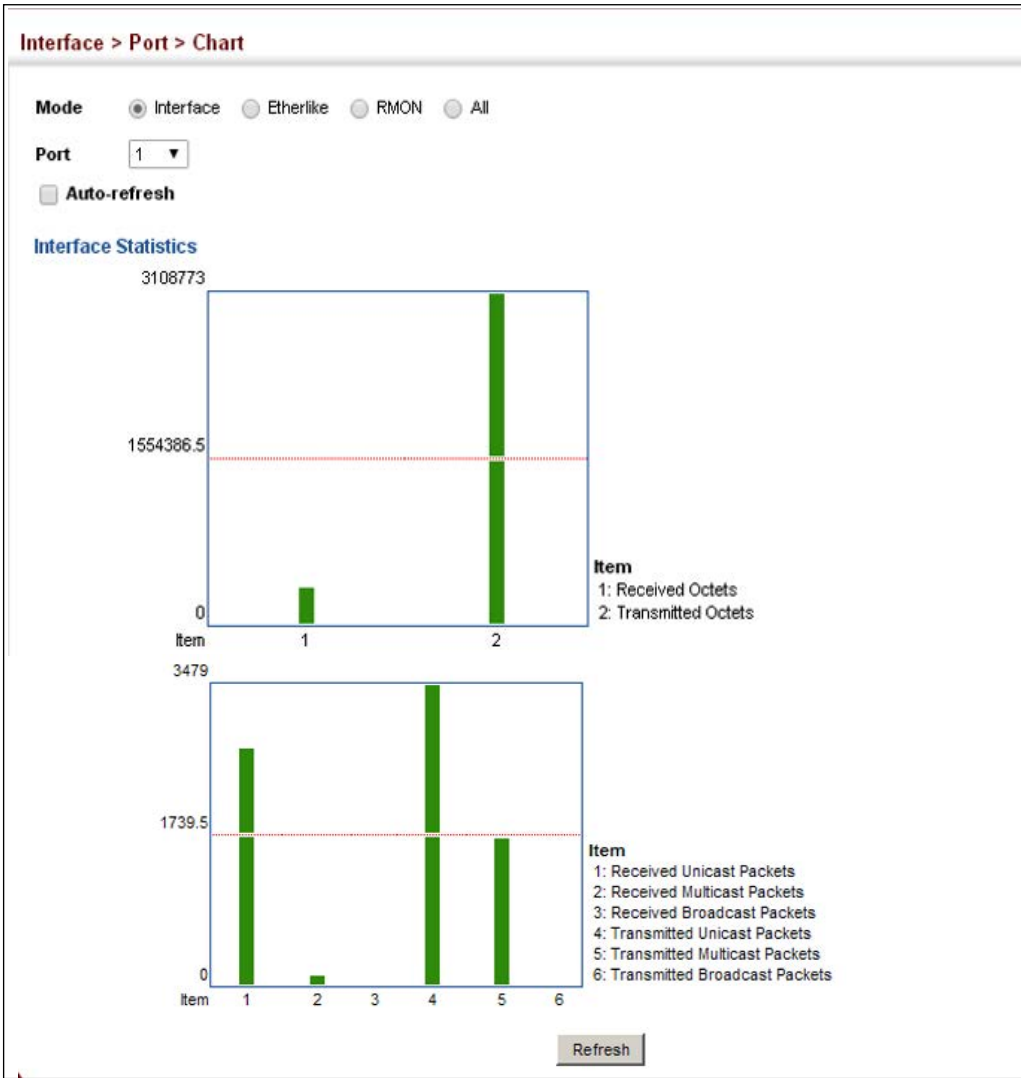 Interface > Port > Chart
Mode Interface Etherlike RMON All
Port 1
Auto-refresh
Interface Statistics
3108773
1554386.5
0
Item 1 2
Item
1: Received Octets
2: Transmitted Octets
3479
1739.5
0
Item 1 2 3 4 5 6
Item
1: Received Unicast Packets
2: Received Multicast Packets
3: Received Broadcast Packets
4: Transmitted Unicast Packets
5: Transmitted Multicast Packets
6: Transmitted Broadcast Packets
Refresh